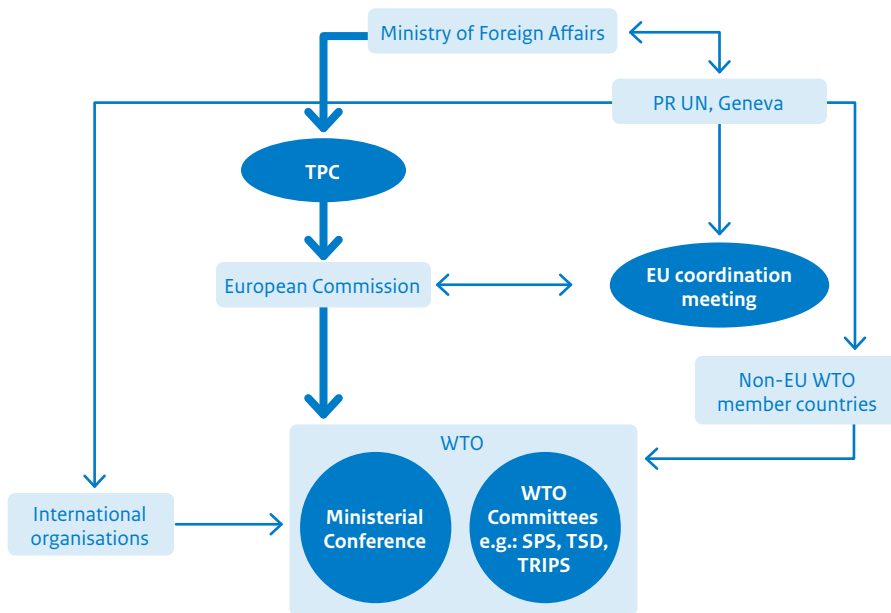 Ministry of Foreign Affairs
PR UN, Geneva
TPC
European Commission
EU coordination
meeting
Non-EU WTO
member countries
WTO
International
organisations
Ministerial
Conference
WTO
Committees
e.g.: SPS, TSD,
TRIPS